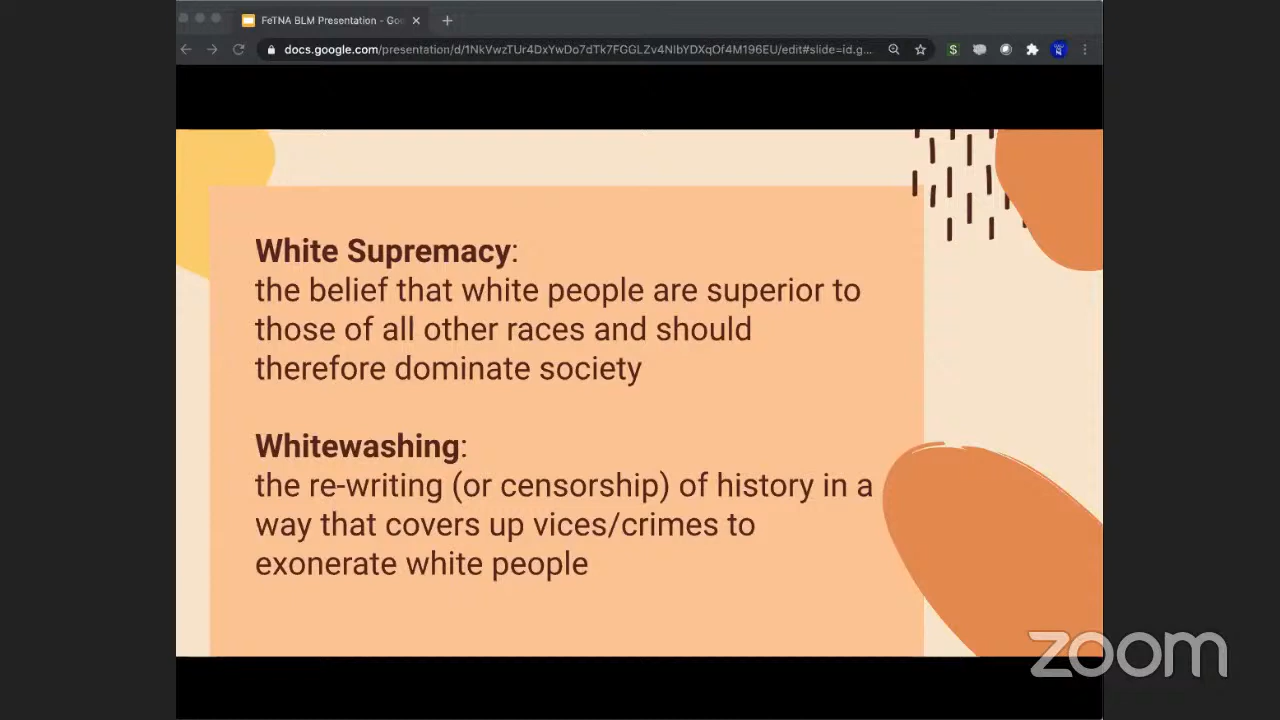 FeTNA BLM Presentation - Goo
docs.google.com/presentation/d/1NkVwzTUr4DxYwDo7dTk7FGGLZv4NIbYDXqOf4M196EU/edit#slide=id.g...
White Supremacy:
the belief that white people are superior to
those of all other races and should
therefore dominate society
Whitewashing:
the re-writing (or censorship) of history in a
way that covers up vices/crimes to
exonerate white people
zoom